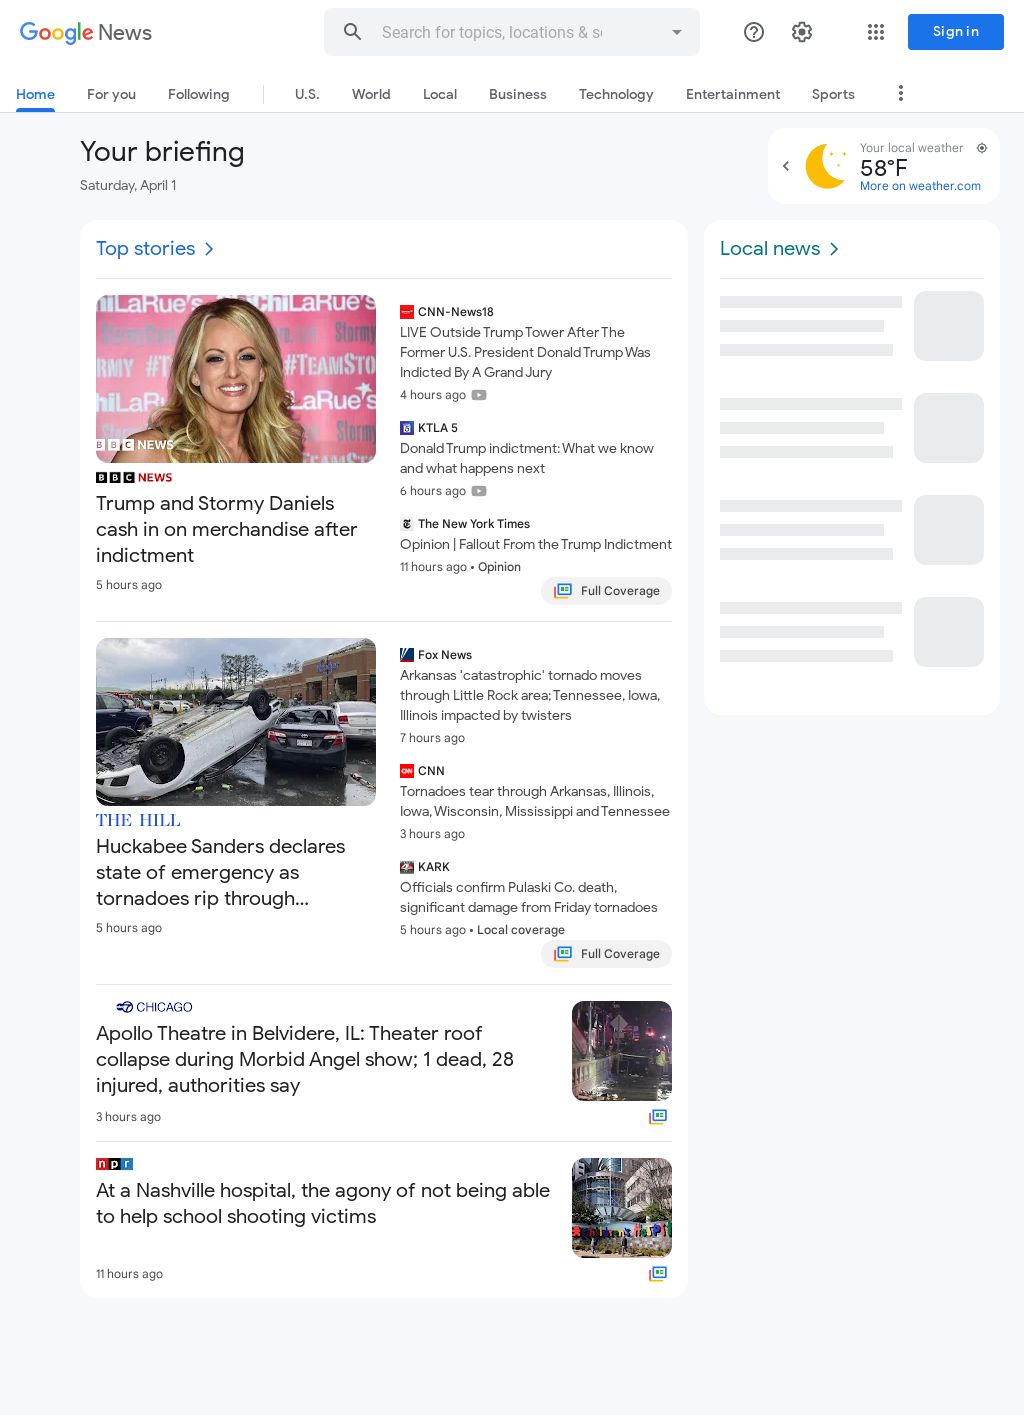 Google News
Search for topics, locations & s
Sign in
Home
For you
Following
U.S.
World
Local
Business
Technology
Entertainment
Sports
Your briefing
Saturday, April 1
Your local weather
58°F
More on weather.com
Top stories
BBC NEWS
BBC NEWS
Trump and Stormy Daniels
cash in on merchandise after
indictment
5 hours ago
CNN-News18
LIVE Outside Trump Tower After The
Former U.S. President Donald Trump Was
Indicted By A Grand Jury
4 hours ago
KTLA 5
Donald Trump indictment: What we know
and what happens next
6 hours ago
The New York Times
Opinion | Fallout From the Trump Indictment
11 hours ago • Opinion
Full Coverage
THE HILL
Huckabee Sanders declares
state of emergency as
tornadoes rip through...
5 hours ago
Fox News
Arkansas 'catastrophic' tornado moves
through Little Rock area; Tennessee, Iowa,
Illinois impacted by twisters
7 hours ago
CNN
Tornadoes tear through Arkansas, Illinois,
Iowa, Wisconsin, Mississippi and Tennessee
3 hours ago
KARK
Officials confirm Pulaski Co. death,
significant damage from Friday tornadoes
5 hours ago • Local coverage
Full Coverage
7 CHICAGO
Apollo Theatre in Belvidere, IL: Theater roof
collapse during Morbid Angel show; 1 dead, 28
injured, authorities say
3 hours ago
npr
At a Nashville hospital, the agony of not being able
to help school shooting victims
11 hours ago
Local news